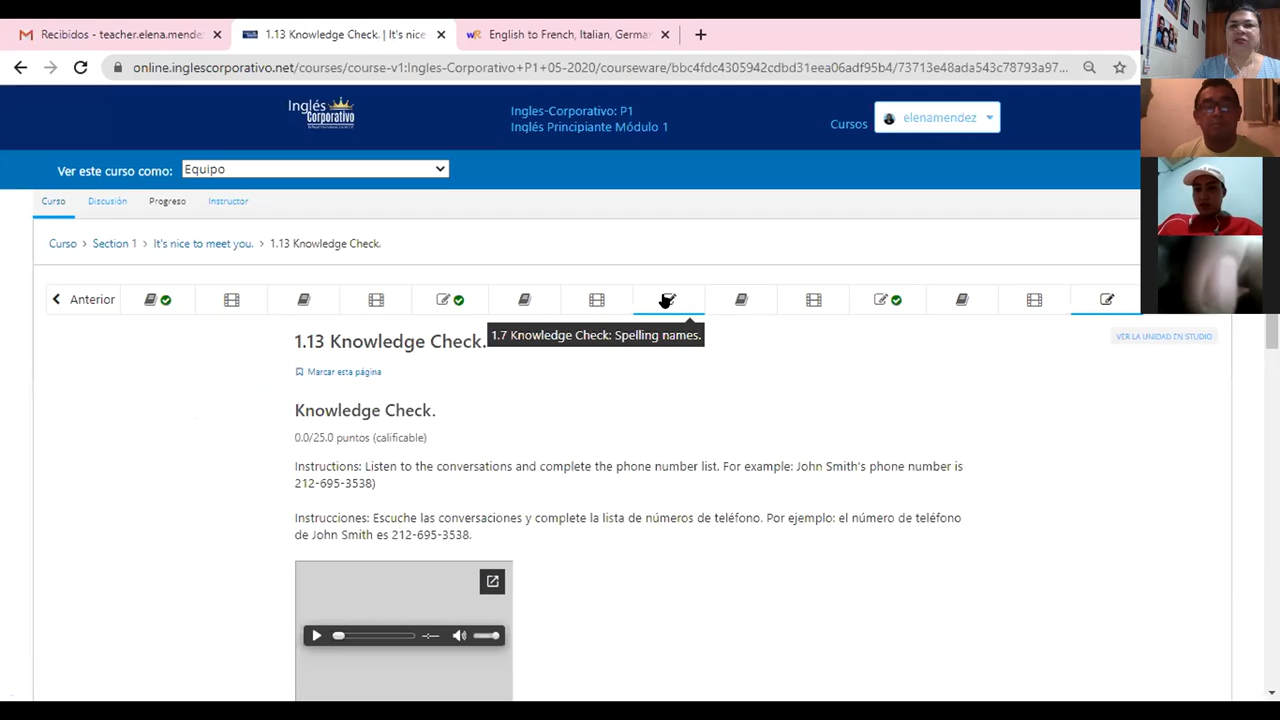 Recibidos - teacher.elena.mende
1.13 Knowledge Check. | It's nice
English to French, Italian, Germa
online.inglescorporativo.net/courses/course-v1:Ingles-Corporativo+P1+05-2020/courseware/bbc4fdc4305942cdbd31eea06adf95b4/73713e48ada543c78793a97...
Inglés
Corporativo
Ingles-Corporativo: P1
Inglés Principiante Módulo 1
Cursos
elenamendez
Ver este curso como:
Equipo
Curso
Discusión
Progreso
Instructor
Curso > Section 1 > It's nice to meet you. > 1.13 Knowledge Check.
Anterior
1.7 Knowledge Check: Spelling names.
1.13 Knowledge Check.
VER LA UNIDAD EN STUDIO
Marcar esta página
Knowledge Check.
0.0/25.0 puntos (calificable)
Instructions: Listen to the conversations and complete the phone number list. For example: John Smith's phone number is
212-695-3538)
Instrucciones: Escuche las conversaciones y complete la lista de números de teléfono. Por ejemplo: el número de teléfono
de John Smith es 212-695-3538.